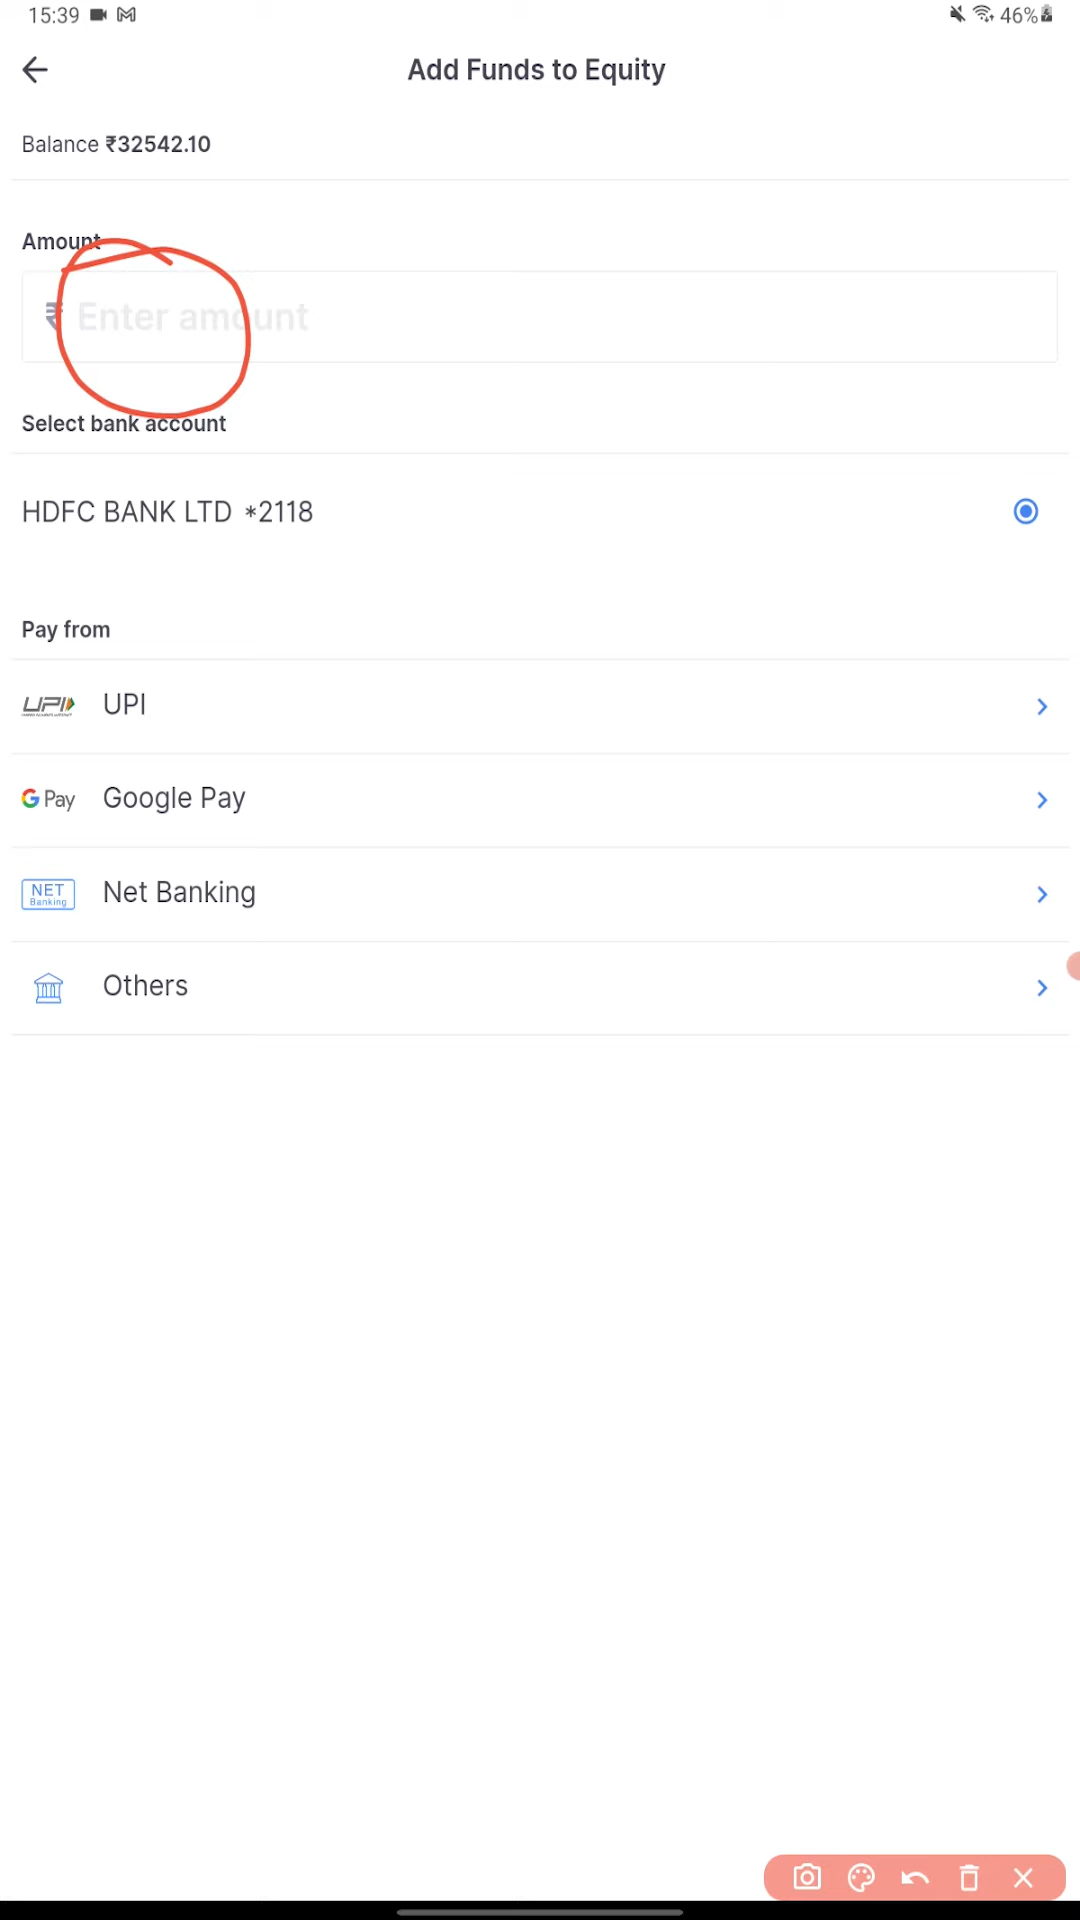 15:39
46%
Add Funds to Equity
Balance ₹32542.10
Amount
₹ Enter amount
Select bank account
HDFC BANK LTD *2118
Pay from
UPI UPI
G Pay Google Pay
NET Banking Net Banking
Others